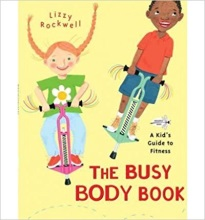 Lizzy
Rockwell
A Kid's
Guide to
Fitness
THE BUSY
BODY BOOK